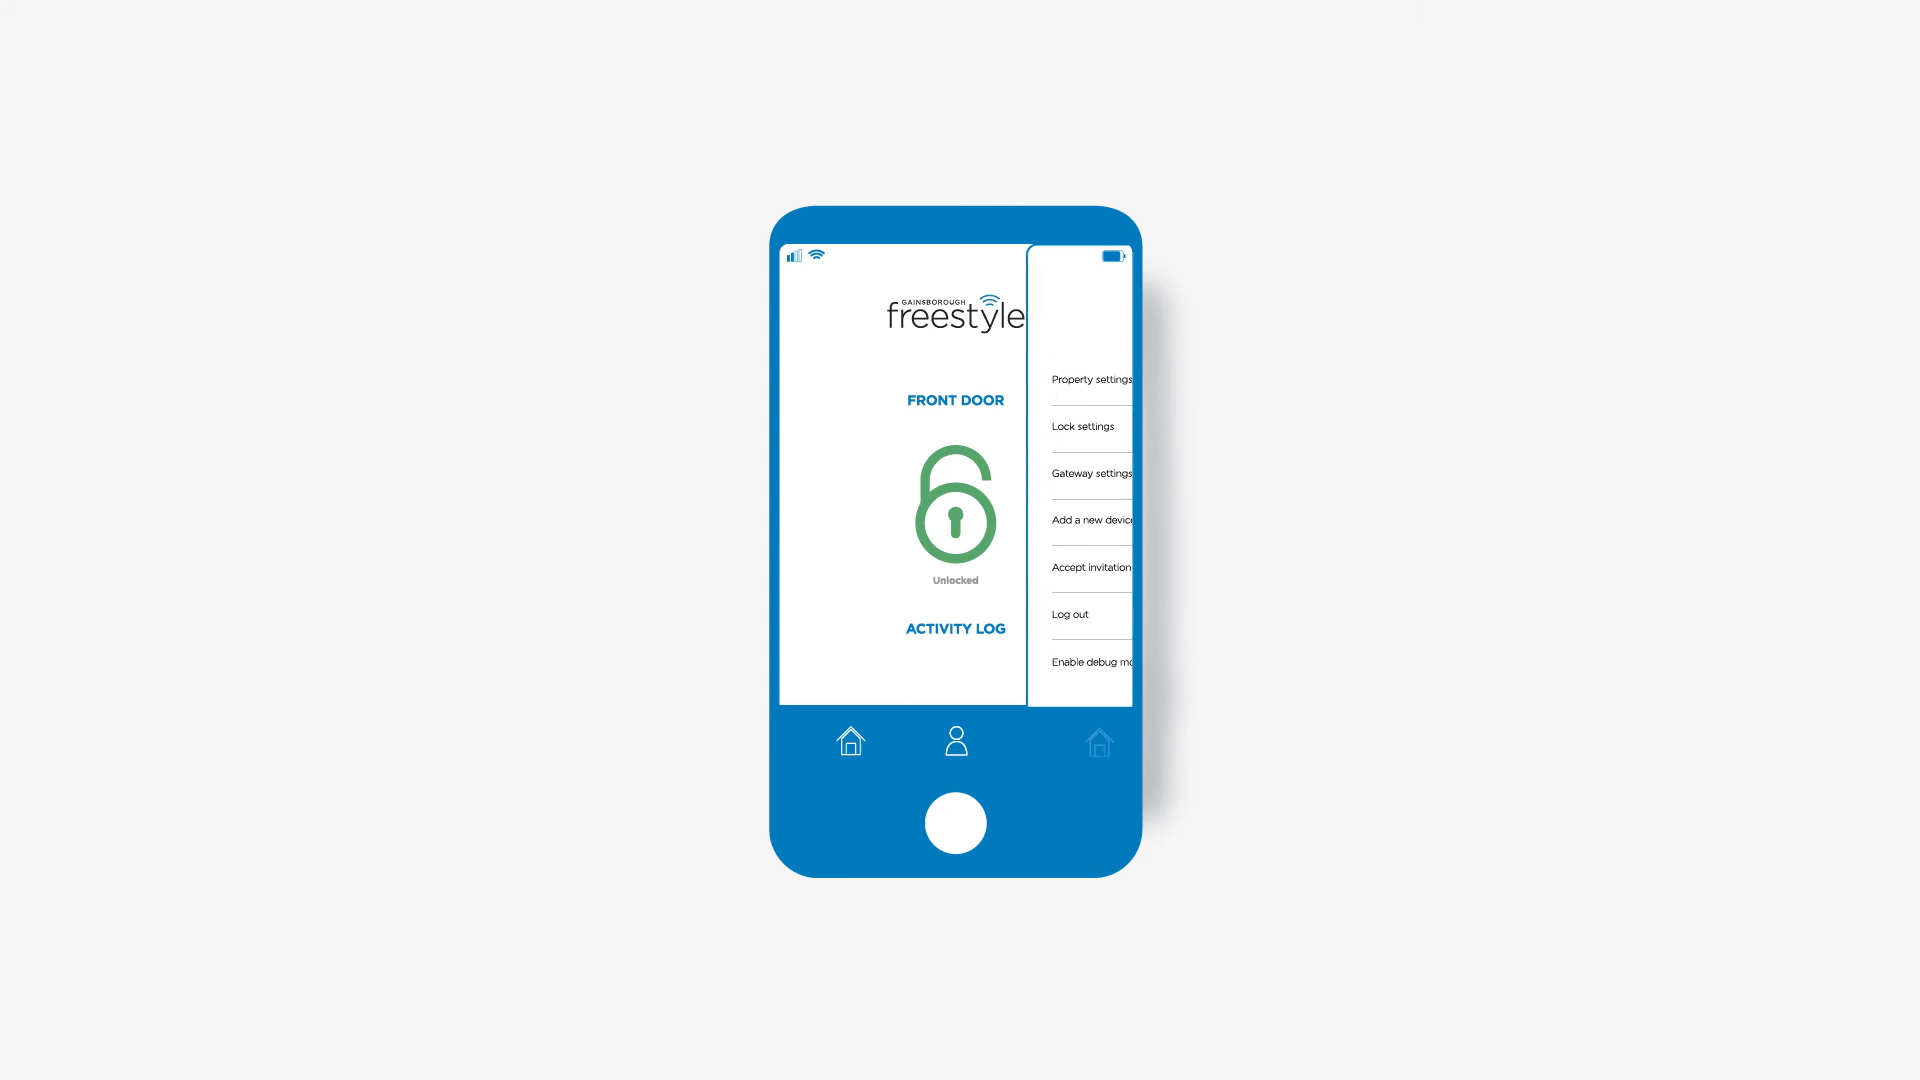 GAINSBOROUGH
freestyle
FRONT DOOR
Unlocked
ACTIVITY LOG
Property settings
Lock settings
Gateway settings
Add a new devic
Accept invitation
Log out
Enable debug mo